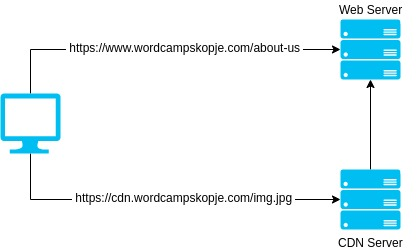 Web Server
https://www.wordcampskopje.com/about-us
https://cdn.wordcampskopje.com/img.jpg
CDN Server